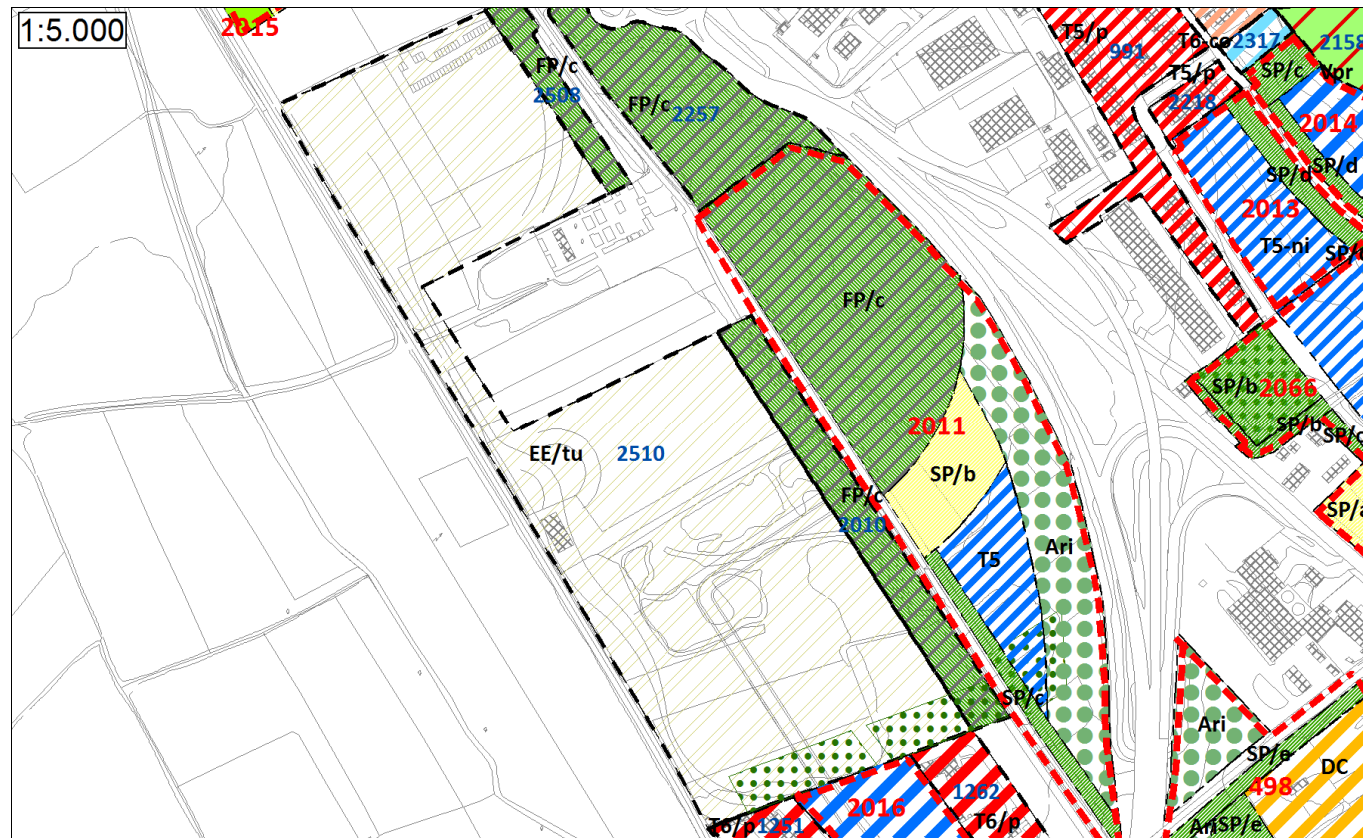 1:5.000
2015
FP/c
2508
FP/c 2257
T5/p
991
T6-co 2317
2158
T5/p
2218
SP/c
Vpr
2014
SP/d
SP/d
2013
T5-ni
FP/c
SP/b 2066
SP/b
2011
EE/tu 2510
SP/b
FP/c
2010
T5
Ari
SP/c
Ari
SP/e
498
DC
2016
1262
T6/p
T6/p 1251
Ari SP/e